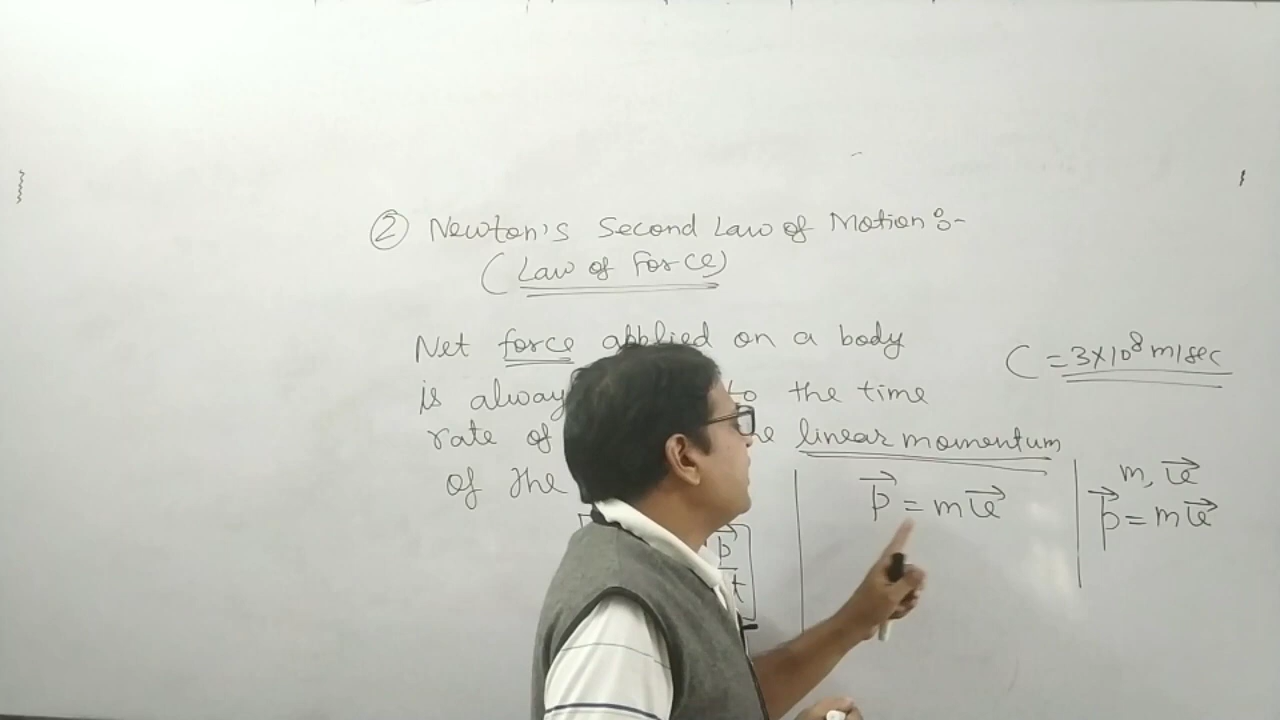 ② Newton's Second Law of Motion :-
(Law of Force)
Net force applied on a body
is always to the time
rate of linear momentum
of the
C = 3×10⁸ m/sec
p⃗ = mv⃗
m, v⃗
p⃗ = mv⃗
p⃗
t